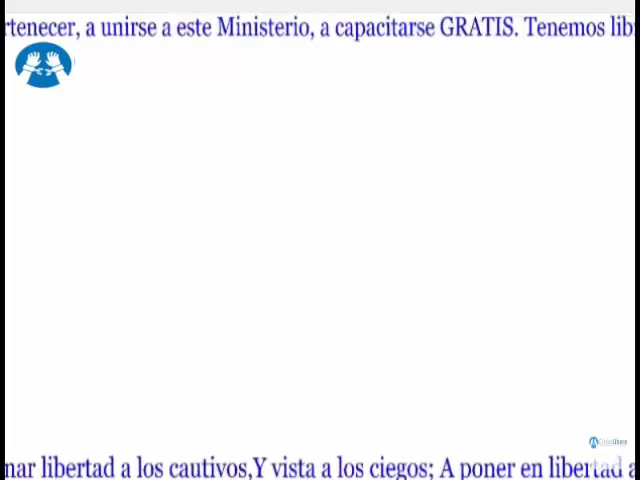 rtenecer, a unirse a este Ministerio, a capacitarse GRATIS. Tenemos lib
nar libertad a los cautivos,Y vista a los ciegos; A poner en libertad a